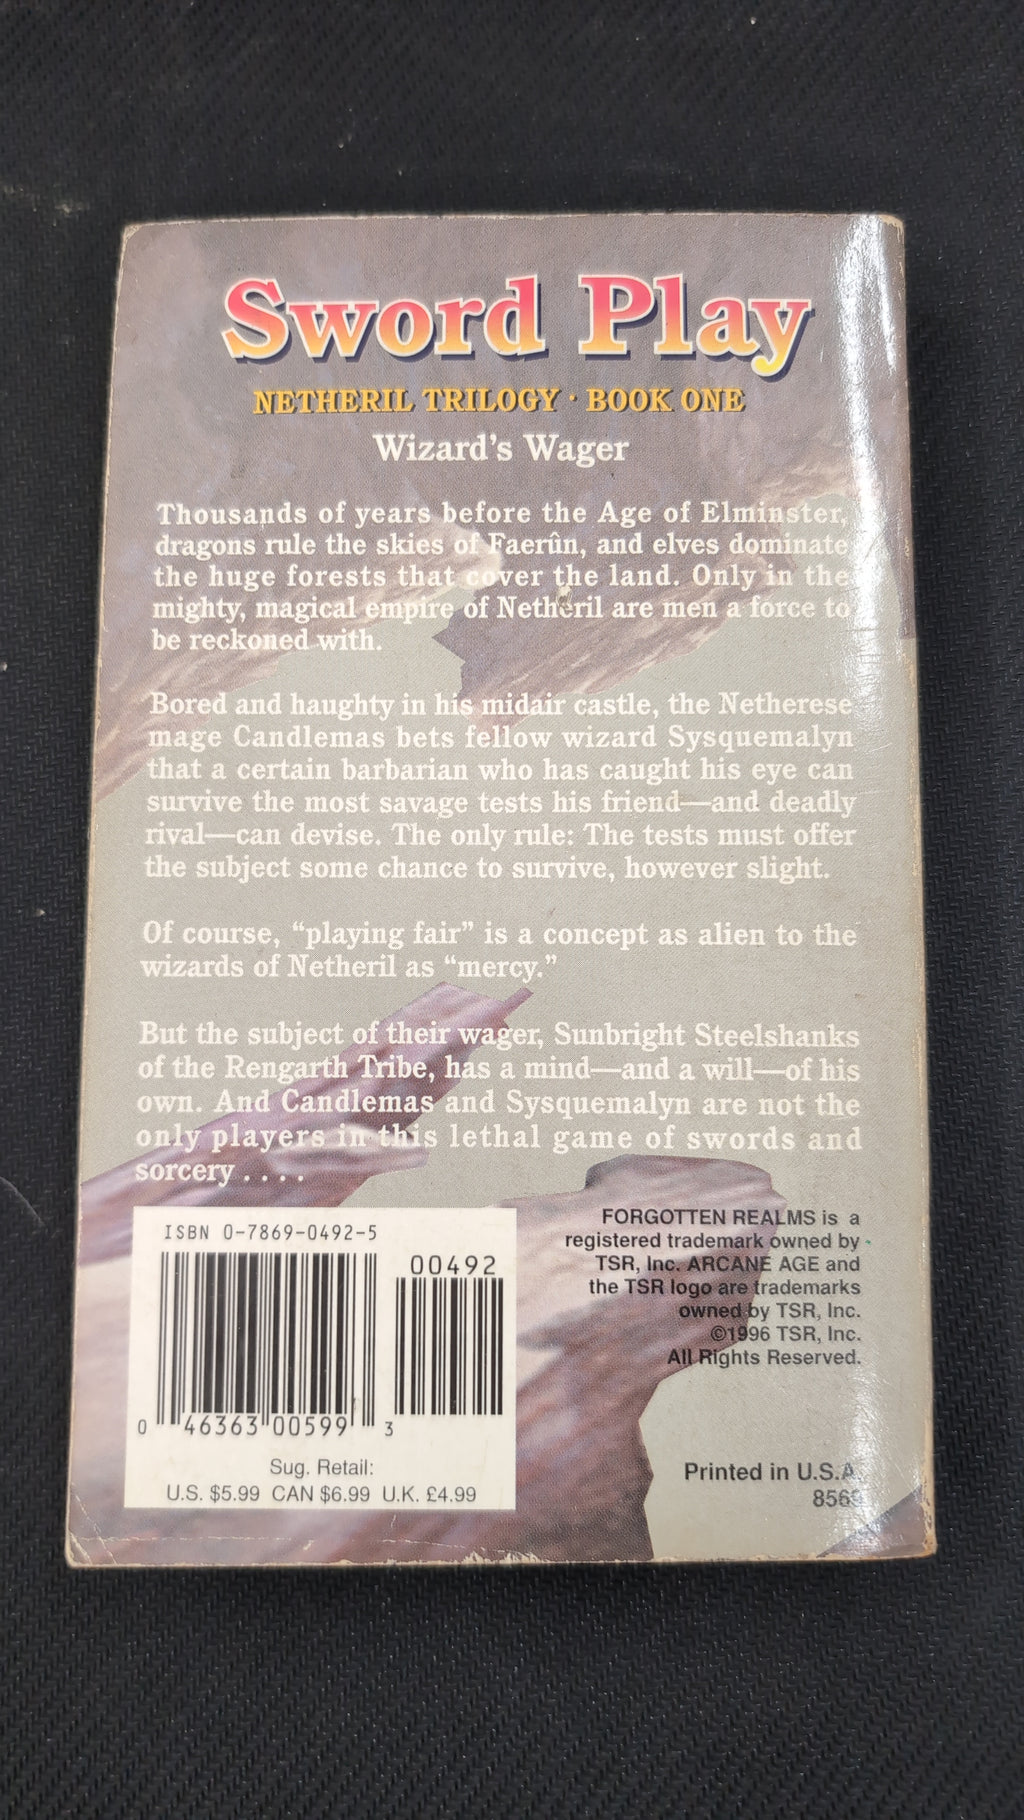 Sword Play
NETHERIL TRILOGY · BOOK ONE
Wizard's Wager
Thousands of years before the Age of Elminster,
dragons rule the skies of Faerûn, and elves dominate
the huge forests that cover the land. Only in the
mighty, magical empire of Netheril are men a force to
be reckoned with.
Bored and haughty in his midair castle, the Netherese
mage Candlemas bets fellow wizard Sysquemalyn
that a certain barbarian who has caught his eye can
survive the most savage tests his friend—and deadly
rival—can devise. The only rule: The tests must offer
the subject some chance to survive, however slight.
Of course, “playing fair” is a concept as alien to the
wizards of Netheril as “mercy.”
But the subject of their wager, Sunbright Steelshanks
of the Rengarth Tribe, has a mind—and a will—of his
own. And Candlemas and Sysquemalyn are not the
only players in this lethal game of swords and
sorcery . . . .
ISBN 0-7869-0492-5
00492
0 46363 00599 3
Sug. Retail:
U.S. $5.99 CAN $6.99 U.K. £4.99
FORGOTTEN REALMS is a
registered trademark owned by
TSR, Inc. ARCANE AGE and
the TSR logo are trademarks
owned by TSR, Inc.
©1996 TSR, Inc.
All Rights Reserved.
Printed in U.S.A.